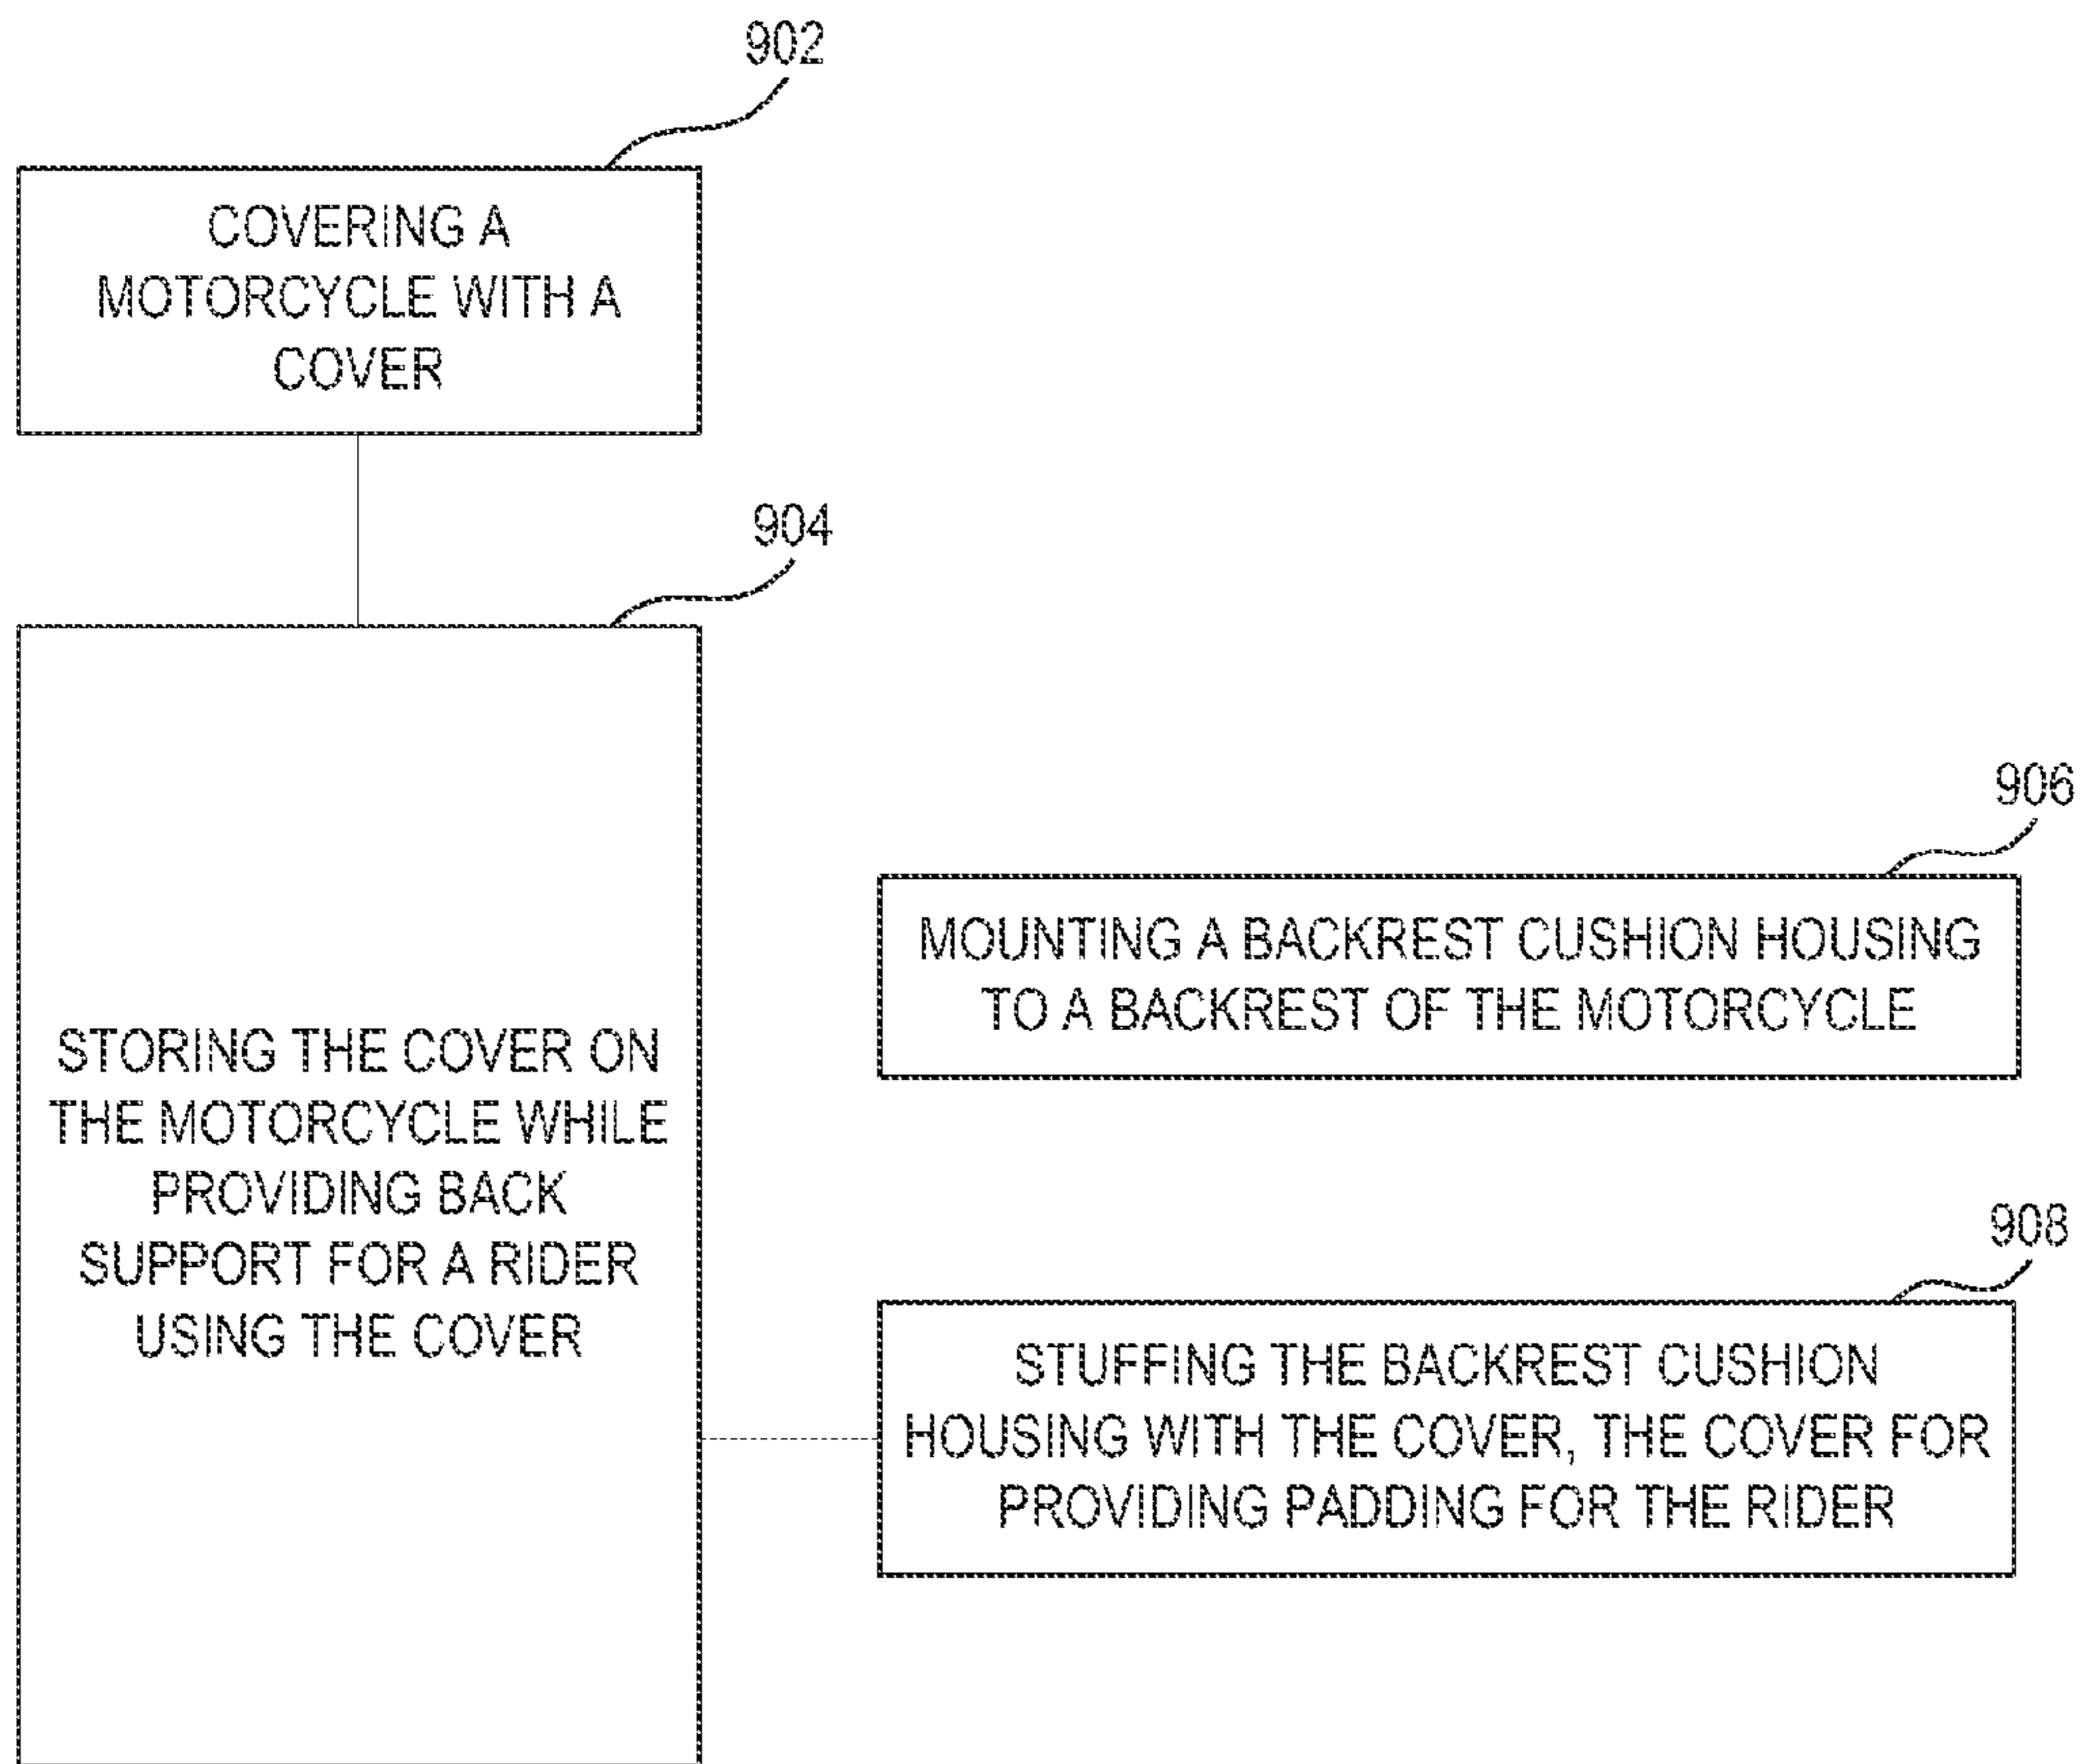 902
COVERING A
MOTORCYCLE WITH A
COVER
904
STORING THE COVER ON
THE MOTORCYCLE WHILE
PROVIDING BACK
SUPPORT FOR A RIDER
USING THE COVER
906
MOUNTING A BACKREST CUSHION HOUSING
TO A BACKREST OF THE MOTORCYCLE
908
STUFFING THE BACKREST CUSHION
HOUSING WITH THE COVER, THE COVER FOR
PROVIDING PADDING FOR THE RIDER